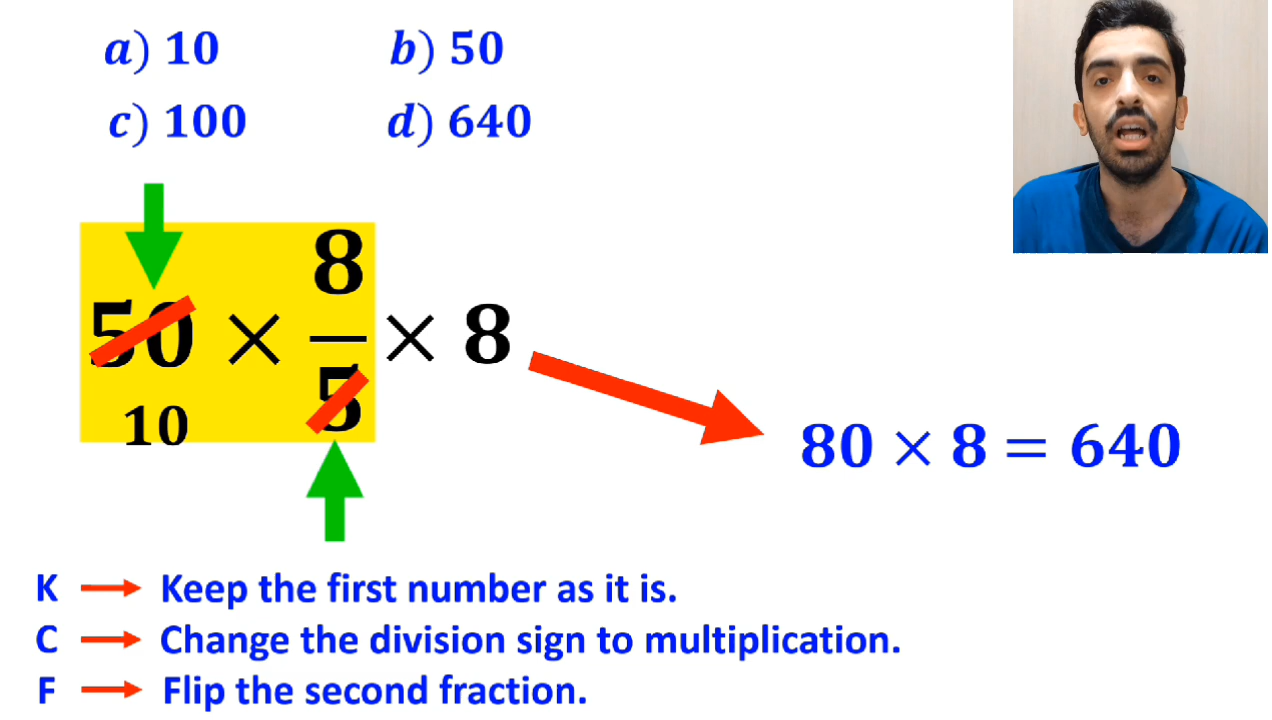 a) 10 b) 50
c) 100 d) 640
50 × 8/5 × 8
10
80 × 8 = 640
K → Keep the first number as it is.
C → Change the division sign to multiplication.
F → Flip the second fraction.